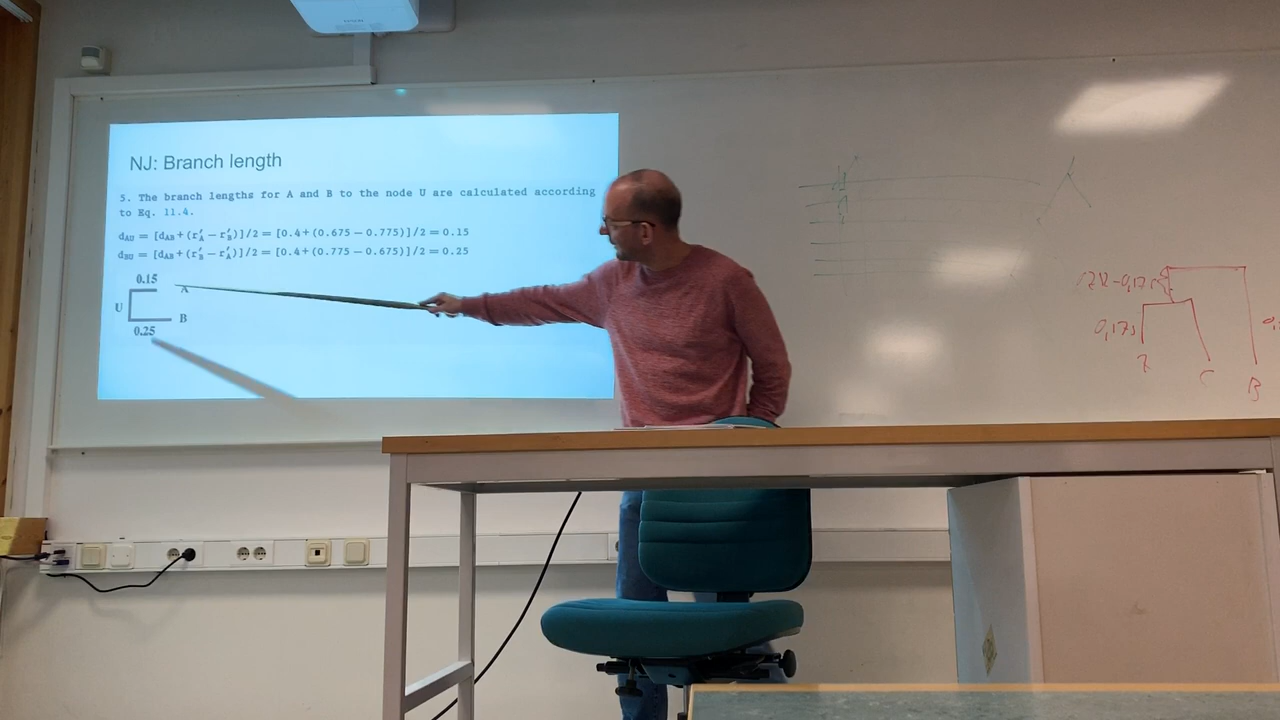 NJ: Branch length
5. The branch lengths for A and B to the node U are calculated according
to Eq. 11.4.
dAU = [dAB+(r′A−r′B)]/2 = [0.4+(0.675−0.775)]/2 = 0.15
dBU = [dAB+(r′B−r′A)]/2 = [0.4+(0.775−0.675)]/2 = 0.25
0.15
A
U
B
0.25
0,175
C
B